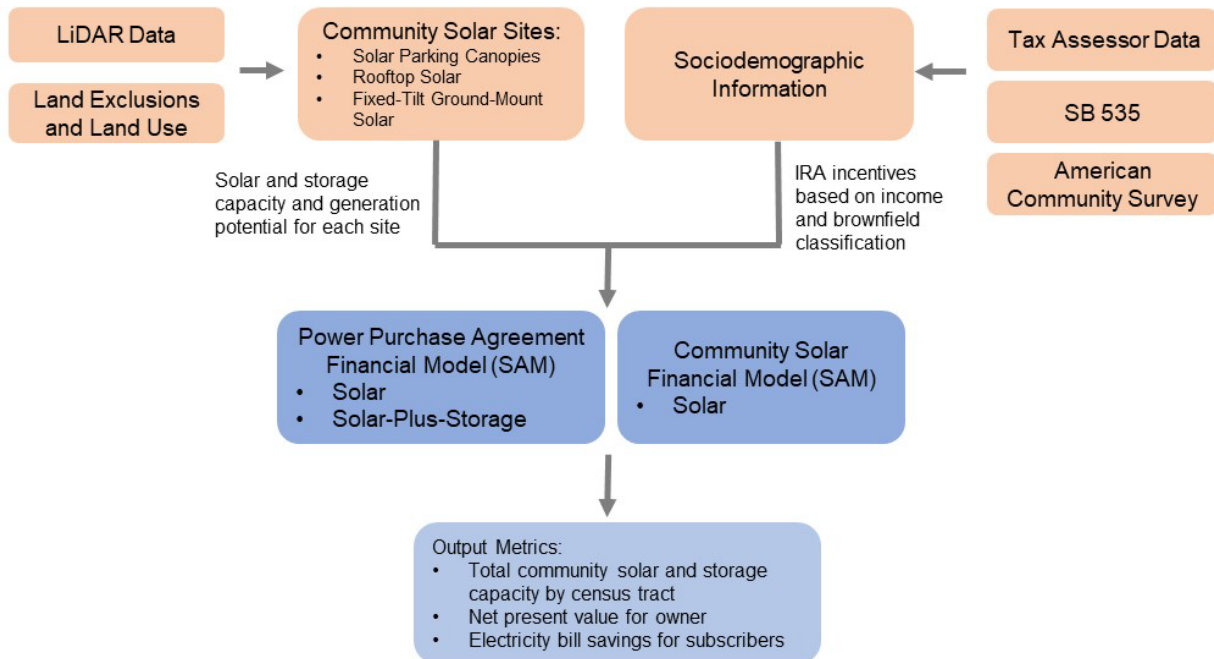 LiDAR Data
Land Exclusions
and Land Use
Community Solar Sites:
• Solar Parking Canopies
• Rooftop Solar
• Fixed-Tilt Ground-Mount
Solar
Sociodemographic
Information
Tax Assessor Data
SB 535
American
Community Survey
Solar and storage
capacity and generation
potential for each site
IRA incentives
based on income
and brownfield
classification
Power Purchase Agreement
Financial Model (SAM)
• Solar
• Solar-Plus-Storage
Community Solar
Financial Model (SAM)
• Solar
Output Metrics:
• Total community solar and storage
capacity by census tract
• Net present value for owner
• Electricity bill savings for subscribers